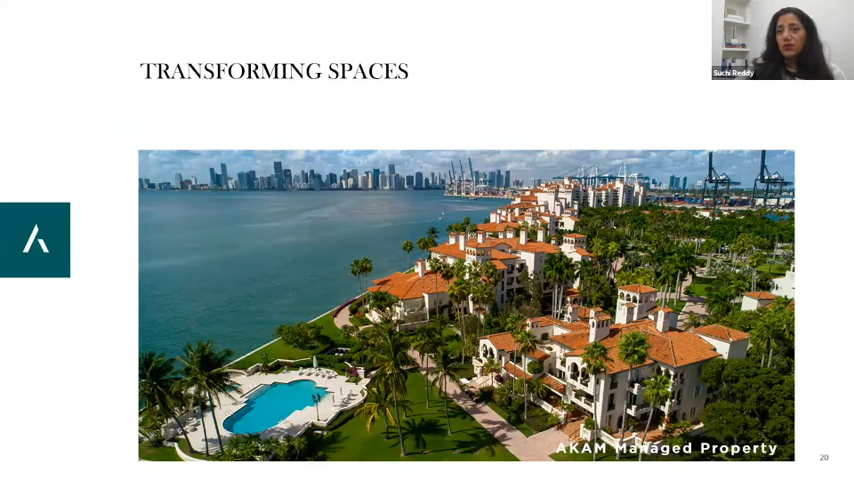 TRANSFORMING SPACES
Suchi Reddy
AKAM Managed Property
20